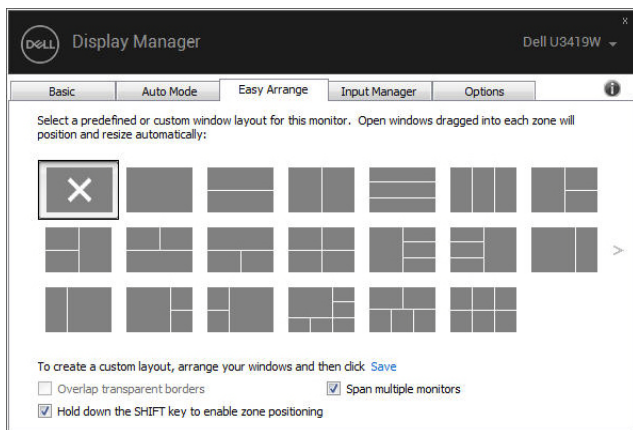 x
DELL Display Manager Dell U3419W
Basic Auto Mode Easy Arrange Input Manager Options i
Select a predefined or custom window layout for this monitor. Open windows dragged into each zone will
position and resize automatically:
>
To create a custom layout, arrange your windows and then click Save
Overlap transparent borders Span multiple monitors
Hold down the SHIFT key to enable zone positioning